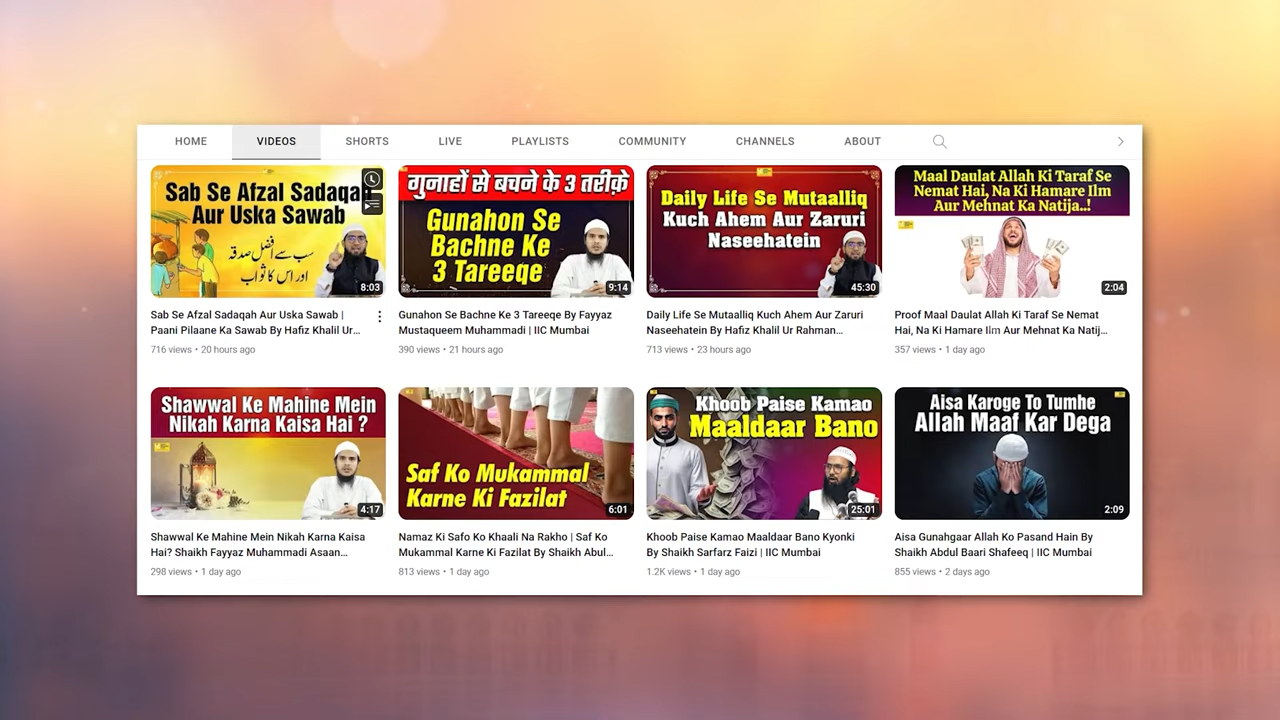 HOME VIDEOS SHORTS LIVE PLAYLISTS COMMUNITY CHANNELS ABOUT
Sab Se Afzal Sadaqah
Aur Uska Sawab
سب سے افضل صدقہ
اور اس کا ثواب
8:03
गुनाहों से बचने के 3 तरीक़े
Gunahon Se
Bachne Ke
3 Tareeqe
9:14
Daily Life Se Mutaalliq
Kuch Ahem Aur Zaruri
Naseehatein
45:30
Maal Daulat Allah Ki Taraf Se
Nemat Hai, Na Ki Hamare Ilm
Aur Mehnat Ka Natija..!
2:04
Sab Se Afzal Sadaqah Aur Uska Sawab |
Paani Pilaane Ka Sawab By Hafiz Khalil Ur...
716 views • 20 hours ago
Gunahon Se Bachne Ke 3 Tareeqe By Fayyaz
Mustaqeem Muhammadi | IIC Mumbai
390 views • 21 hours ago
Daily Life Se Mutaalliq Kuch Ahem Aur Zaruri
Naseehatein By Hafiz Khalil Ur Rahman...
713 views • 23 hours ago
Proof Maal Daulat Allah Ki Taraf Se Nemat
Hai, Na Ki Hamare Ilm Aur Mehnat Ka Natij...
357 views • 1 day ago
Shawwal Ke Mahine Mein
Nikah Karna Kaisa Hai ?
4:17
Saf Ko Mukammal
Karne Ki Fazilat
6:01
Khoob Paise Kamao
Maaldaar Bano
25:01
Aisa Karoge To Tumhe
Allah Maaf Kar Dega
2:09
Shawwal Ke Mahine Mein Nikah Karna Kaisa
Hai? Shaikh Fayyaz Muhammadi Asaan...
298 views • 1 day ago
Namaz Ki Safo Ko Khaali Na Rakho | Saf Ko
Mukammal Karne Ki Fazilat By Shaikh Abul...
813 views • 1 day ago
Khoob Paise Kamao Maaldaar Bano Kyonki
By Shaikh Sarfarz Faizi | IIC Mumbai
1.2K views • 1 day ago
Aisa Gunahgaar Allah Ko Pasand Hain By
Shaikh Abdul Baari Shafeeq | IIC Mumbai
855 views • 2 days ago